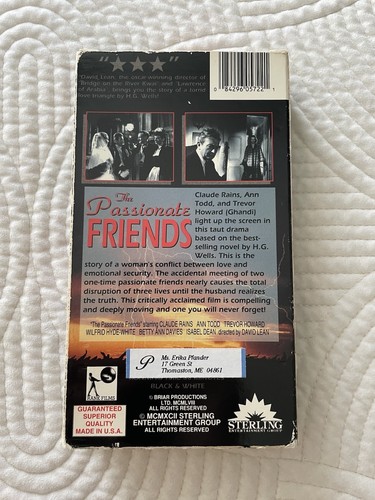 "★★★"
David Lean, the oscar-winning director of
"Bridge on the River Kwai" and "Lawrence
of Arabia" brings you the story of a torrid
love triangle by H.G. Wells!
0 84296 05722 1
The
Passionate
FRIENDS
Claude Rains, Ann
Todd, and Trevor
Howard (Ghandi)
light up the screen in
this taut drama
based on the best-
selling novel by H.G.
Wells. This is the
story of a woman's conflict between love and
emotional security. The accidental meeting of two
one-time passionate friends nearly causes the total
disruption of three lives until the husband realizes
the truth. This critically acclaimed film is compelling
and deeply moving and one you will never forget!
"The Passionate Friends" starring CLAUDE RAINS ANN TODD TREVOR HOWARD
WILFRID HYDE-WHITE BETTY ANN DAVIES ISABEL DEAN directed by DAVID LEAN
P
Ms. Erika Pfander
17 Green St
Thomaston, ME 04861
BLACK & WHITE
RANK FILMS
GUARANTEED
SUPERIOR
QUALITY
MADE IN U.S.A.
© BRIAR PRODUCTIONS
LTD. MCMLVIII
ALL RIGHTS RESERVED
© MCMXCII STERLING
ENTERTAINMENT GROUP
ALL RIGHTS RESERVED
STERLING
ENTERTAINMENT GROUP